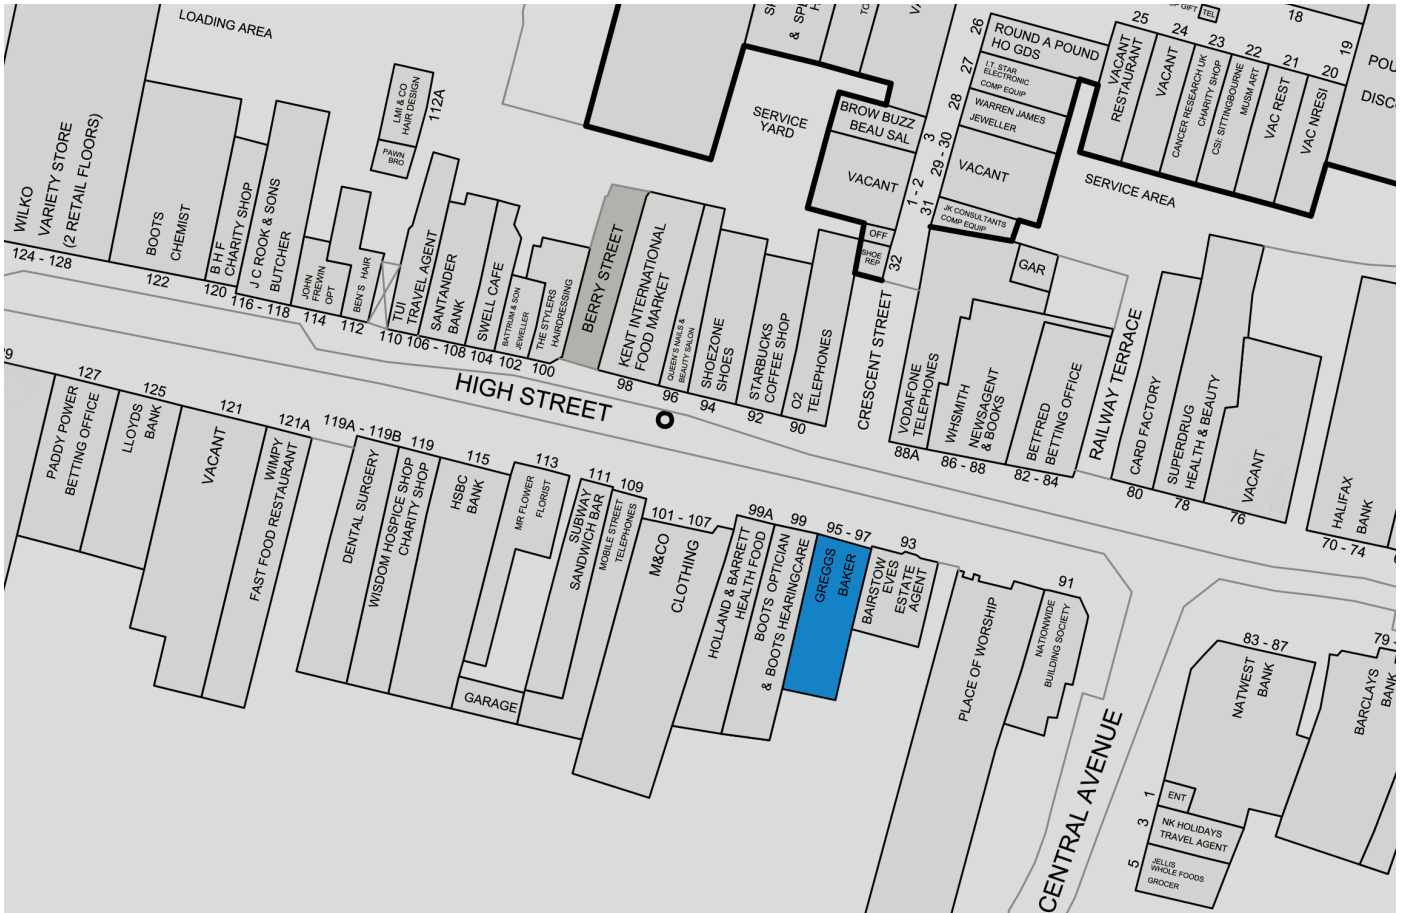 LOADING AREA
WILKO
VARIETY STORE
(2 RETAIL FLOORS)
124 - 128
BOOTS
CHEMIST
122
B H F
CHARITY SHOP
120
J C ROOK & SONS
BUTCHER
116 - 118
JOHN
FREWIN
OPT
114
BEN'S HAIR
112
LMI & CO
HAIR DESIGN
112A
PAWN
BRO
TUI
TRAVEL AGENT
110
SANTANDER
BANK
106 - 108
SWELL CAFE
104
BATTRUM & SON
JEWELLER
102
THE STYLERS
HAIRDRESSING
100
BERRY STREET
KENT INTERNATIONAL
FOOD MARKET
98
QUEEN'S NAILS &
BEAUTY SALON
96
SHOEZONE
SHOES
94
STARBUCKS
COFFEE SHOP
92
O2
TELEPHONES
90
CRESCENT STREET
VODAFONE
TELEPHONES
88A
WHSMITH
NEWSAGENT
& BOOKS
86 - 88
BETFRED
BETTING OFFICE
82 - 84
GAR
RAILWAY TERRACE
CARD FACTORY
80
SUPERDRUG
HEALTH & BEAUTY
78
VACANT
76
HALIFAX
BANK
70 - 74
SERVICE
YARD
BROW BUZZ
BEAU SAL
3
VACANT
1 - 2
OFF
SHOE
REP
32
26
ROUND A POUND
HO GDS
27
I.T. STAR
ELECTRONIC
COMP EQUIP
28
WARREN JAMES
JEWELLER
29 - 30
VACANT
31
JK CONSULTANTS
COMP EQUIP
SERVICE AREA
25
VACANT
RESTAURANT
24
VACANT
23
CANCER RESEARCH UK
CHARITY SHOP
22
CSI: SITTINGBOURNE
MUSM ART
21
VAC REST
20
VAC NRESI
19
18
GIFT
TEL
POU
DISC
HIGH STREET
127
PADDY POWER
BETTING OFFICE
125
LLOYDS
BANK
121
VACANT
121A
WIMPY
FAST FOOD RESTAURANT
119A - 119B
DENTAL SURGERY
119
WISDOM HOSPICE SHOP
CHARITY SHOP
115
HSBC
BANK
113
MR FLOWER
FLORIST
GARAGE
111
SUBWAY
SANDWICH BAR
109
MOBILE STREET
TELEPHONES
101 - 107
M&CO
CLOTHING
99A
HOLLAND & BARRETT
HEALTH FOOD
99
BOOTS OPTICIAN
& BOOTS HEARINGCARE
95 - 97
GREGGS
BAKER
93
BAIRSTOW
EVES
ESTATE
AGENT
PLACE OF WORSHIP
91
NATIONWIDE
BUILDING SOCIETY
CENTRAL AVENUE
83 - 87
NATWEST
BANK
79 -
BARCLAYS
BANK
1
ENT
3
NK HOLIDAYS
TRAVEL AGENT
5
JELLIS
WHOLE FOODS
GROCER